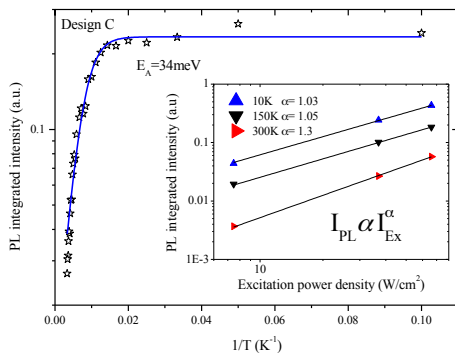 Design C
E_A=34meV
PL integrated intensity (a.u.)
0.1
0.00 0.02 0.04 0.06 0.08 0.10
1/T (K⁻¹)
10K α= 1.03
150K α= 1.05
300K α= 1.3
I_PL α I_Ex^α
PL integrated intensity (a.u)
1
0.1
0.01
1E-3
10 100
Excitation power density (W/cm²)